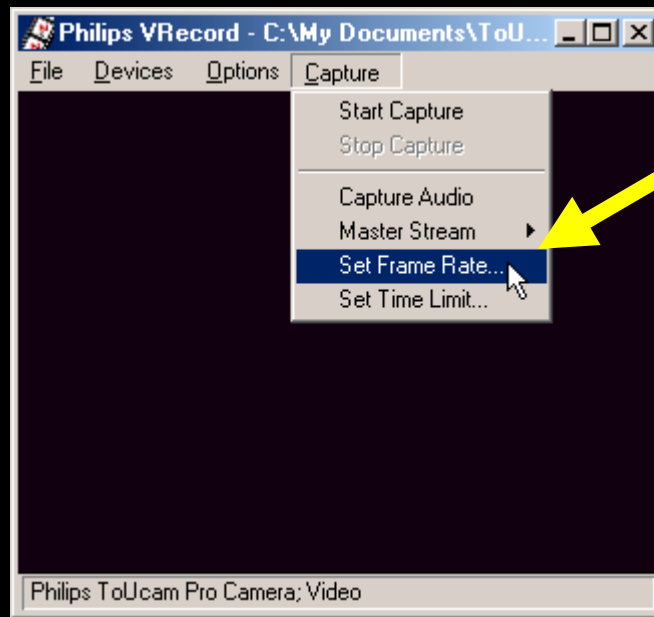 Philips VRecord - C:\My Documents\ToU...
File Devices Options Capture
Start Capture
Stop Capture
Capture Audio
Master Stream
Set Frame Rate...
Set Time Limit...
Philips ToUcam Pro Camera; Video